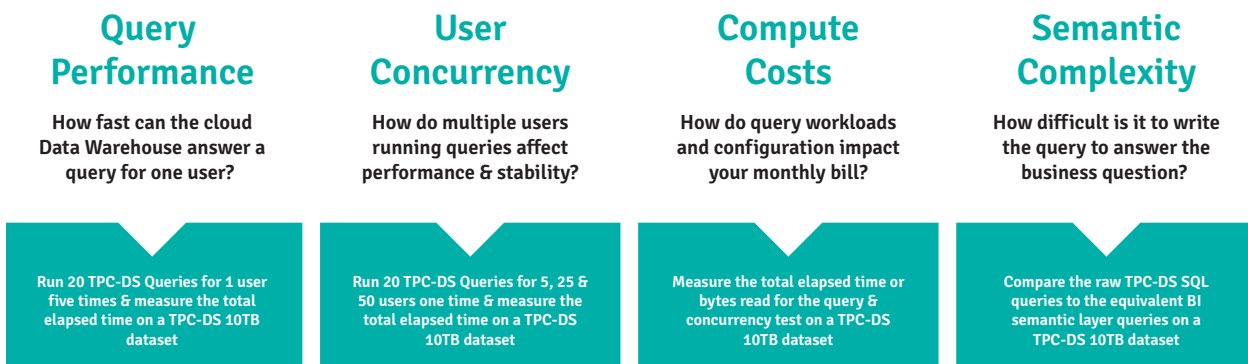 Query
Performance
How fast can the cloud
Data Warehouse answer a
query for one user?
Run 20 TPC-DS Queries for 1 user
five times & measure the total
elapsed time on a TPC-DS 10TB
dataset
User
Concurrency
How do multiple users
running queries affect
performance & stability?
Run 20 TPC-DS Queries for 5, 25 &
50 users one time & measure the
total elapsed time on a TPC-DS
10TB dataset
Compute
Costs
How do query workloads
and configuration impact
your monthly bill?
Measure the total elapsed time or
bytes read for the query &
concurrency test on a TPC-DS
10TB dataset
Semantic
Complexity
How difficult is it to write
the query to answer the
business question?
Compare the raw TPC-DS SQL
queries to the equivalent BI
semantic layer queries on a
TPC-DS 10TB dataset